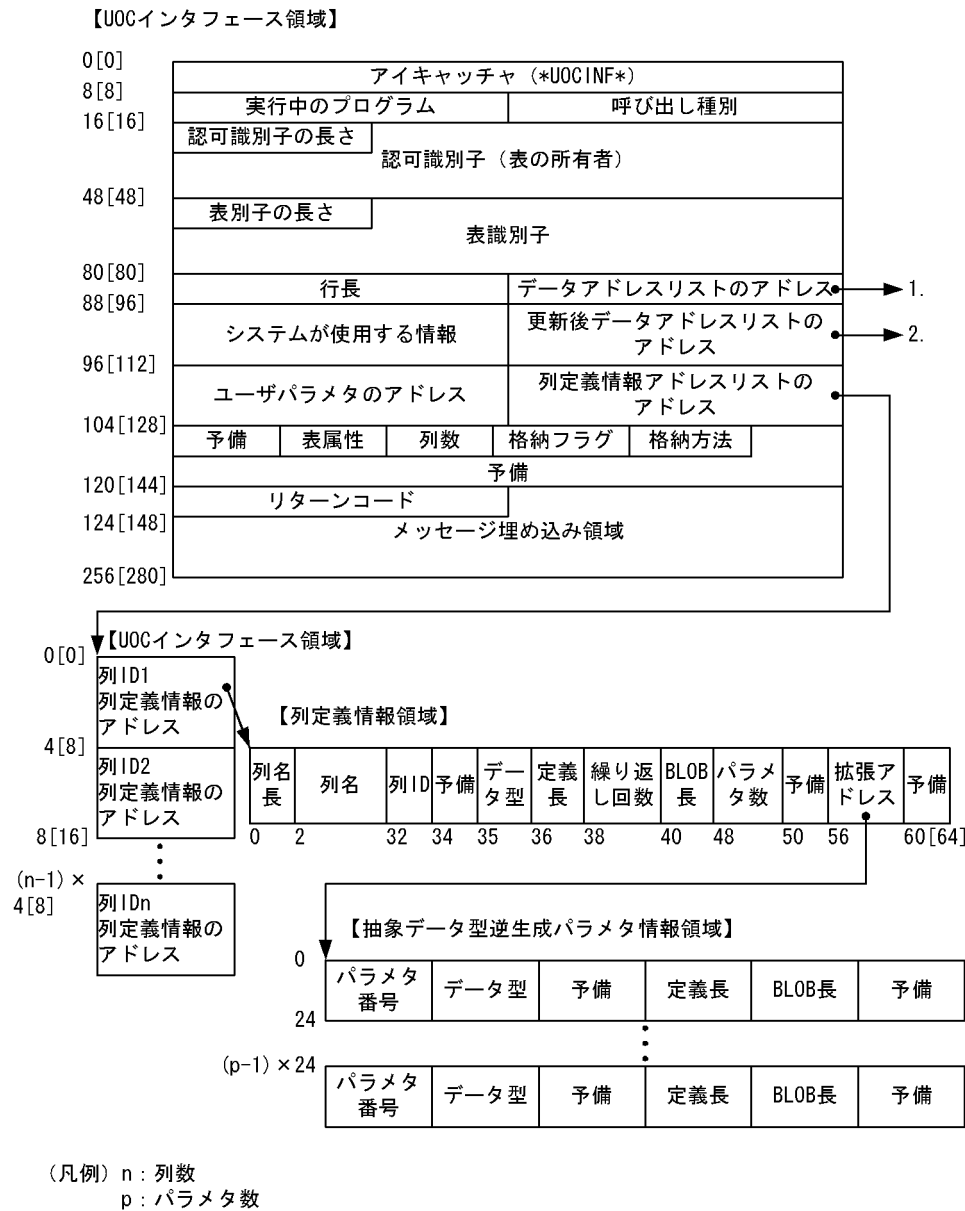 【UOCインタフェース領域】
0[0]
アイキャッチャ（*UOCINF*）
8[8]
実行中のプログラム
呼び出し種別
16[16]
認可識別子の長さ
認可識別子（表の所有者）
48[48]
表別子の長さ
表識別子
80[80]
行長
データアドレスリストのアドレス
1.
88[96]
システムが使用する情報
更新後データアドレスリストの
アドレス
2.
96[112]
ユーザパラメタのアドレス
列定義情報アドレスリストの
アドレス
104[128]
予備
表属性
列数
格納フラグ
格納方法
予備
120[144]
リターンコード
124[148]
メッセージ埋め込み領域
256[280]
【UOCインタフェース領域】
0[0]
列ID1
列定義情報の
アドレス
4[8]
列ID2
列定義情報の
アドレス
8[16]
(n-1)×
4[8]
列IDn
列定義情報の
アドレス
【列定義情報領域】
列名
長
列名
列ID
予備
デー
タ型
定義
長
繰り返
し回数
BLOB
長
パラメ
タ数
予備
拡張ア
ドレス
予備
0 2 32 34 35 36 38 40 48 50 56 60[64]
【抽象データ型逆生成パラメタ情報領域】
0
パラメタ
番号
データ型
予備
定義長
BLOB長
予備
24
(p-1)×24
パラメタ
番号
データ型
予備
定義長
BLOB長
予備
（凡例）n：列数
p：パラメタ数